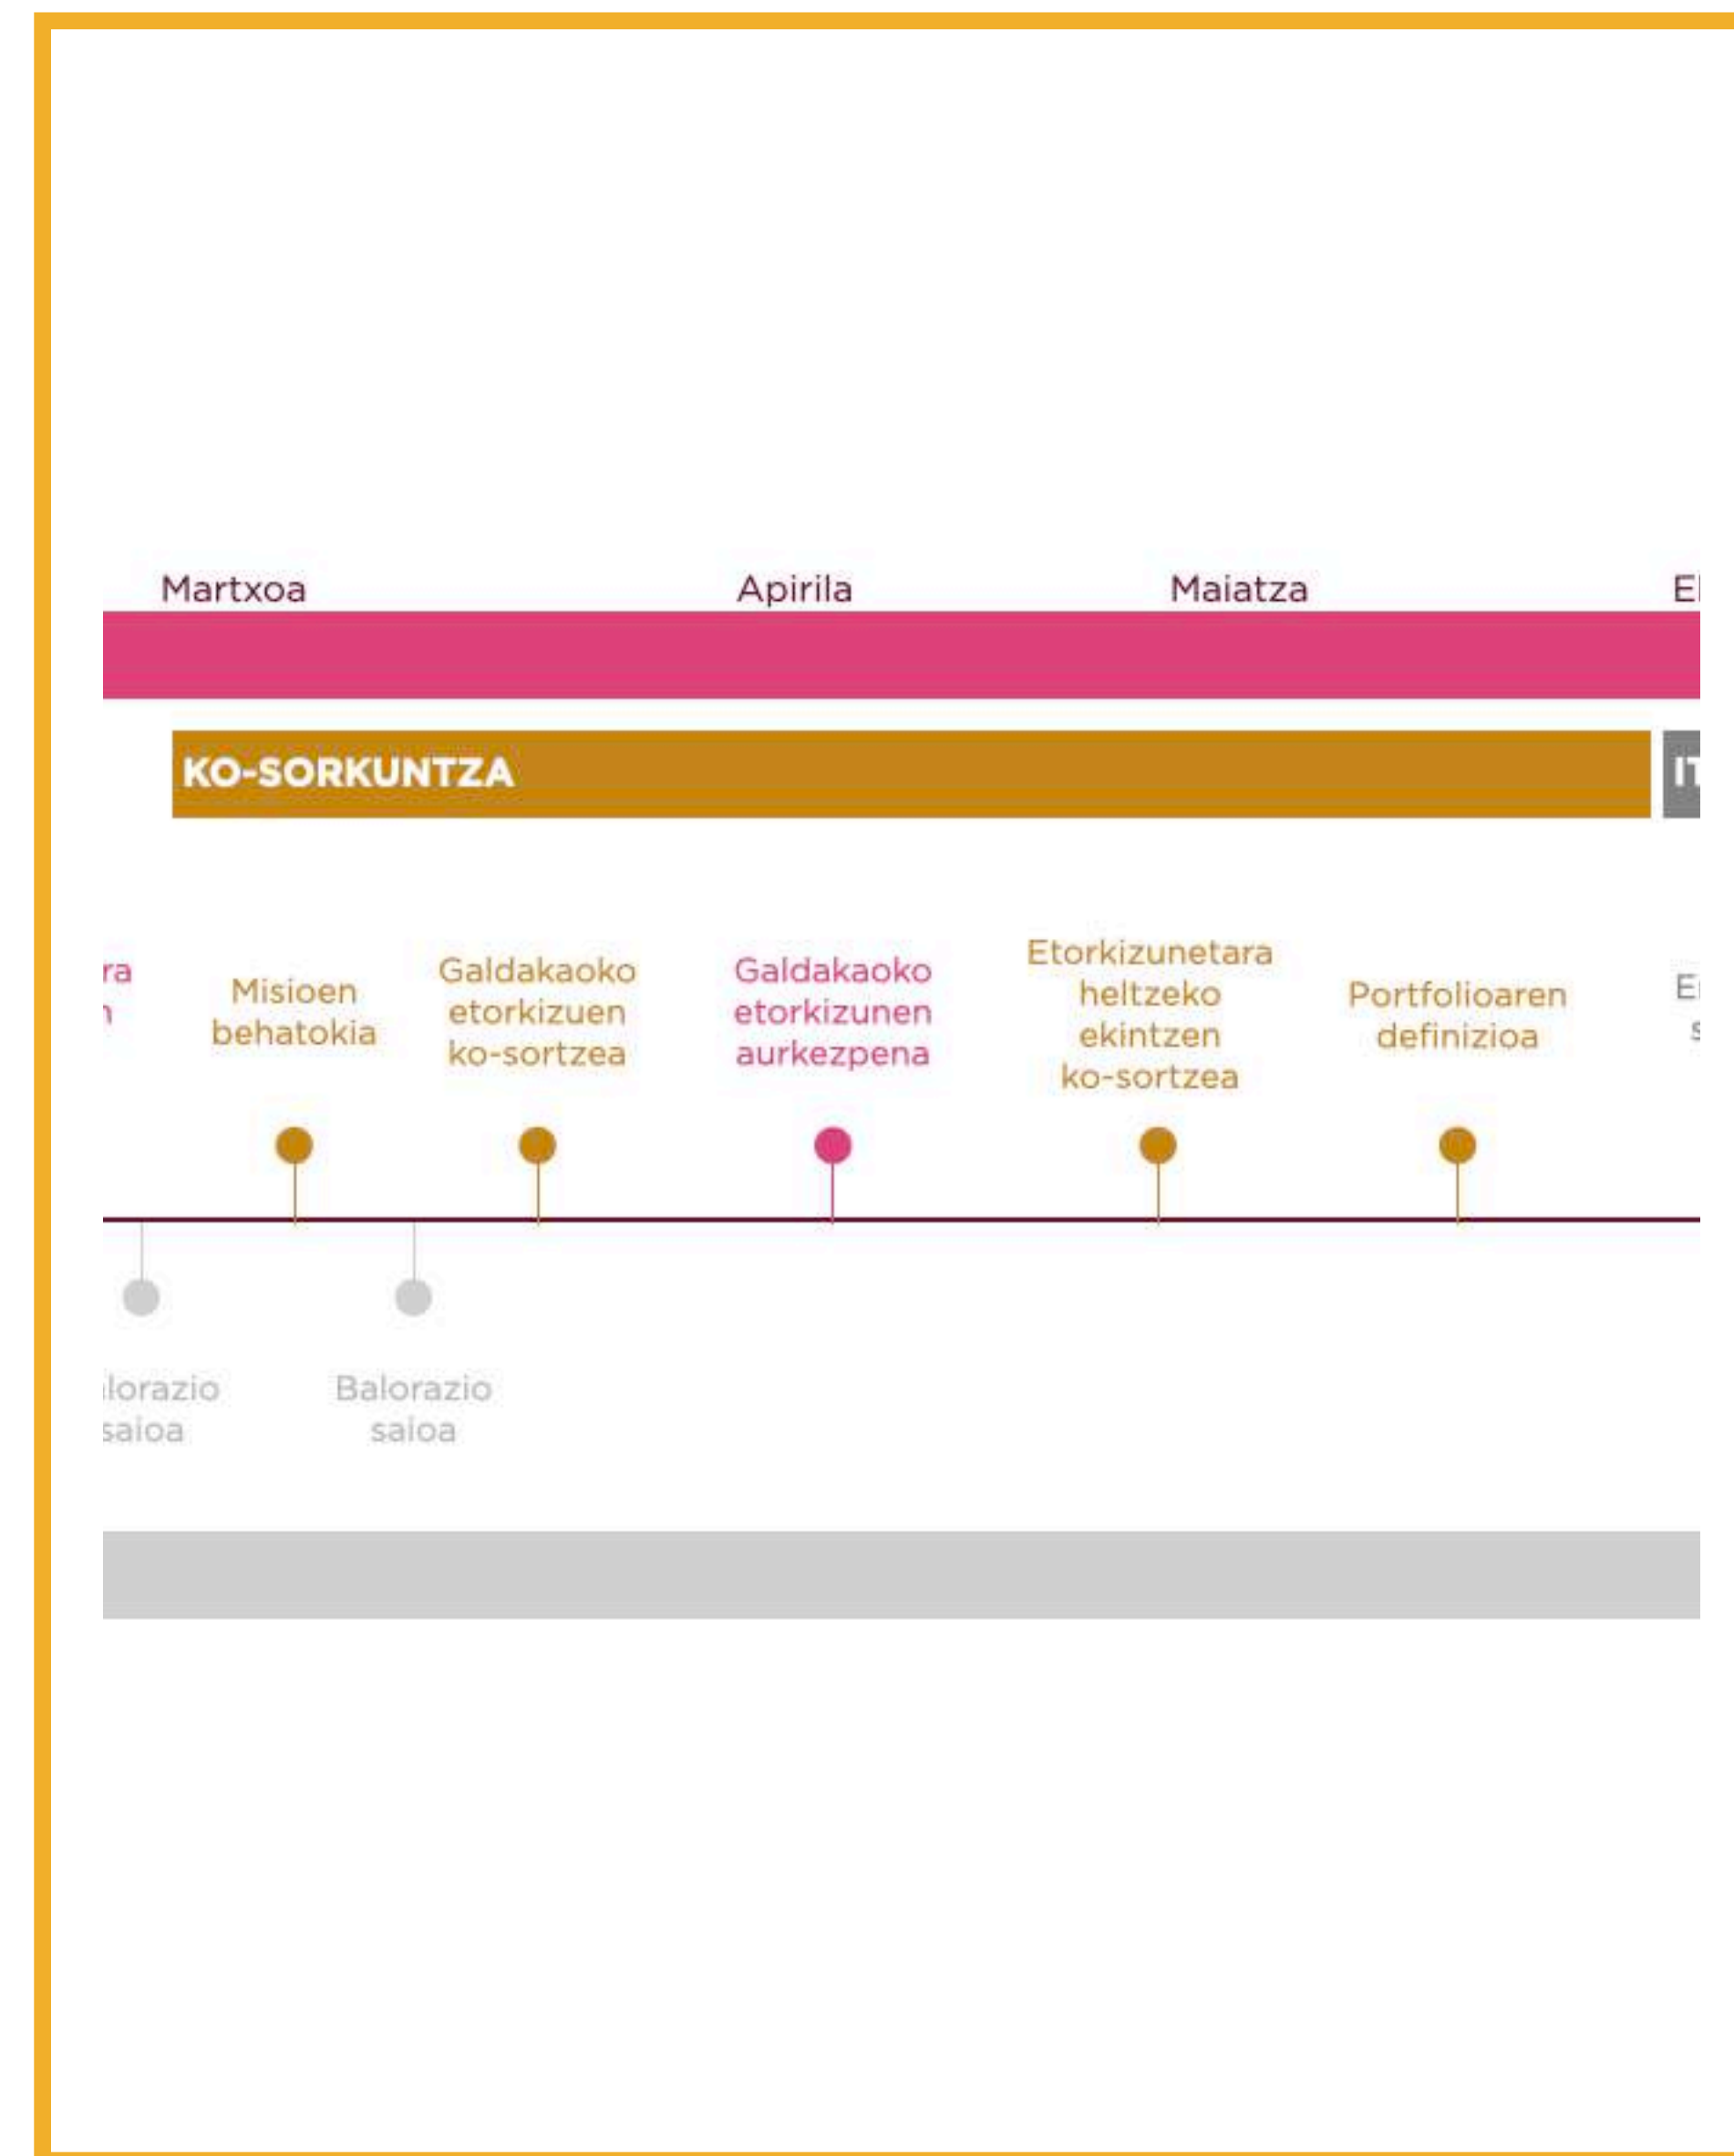 Martxoa
Apirila
Maiatza
KO-SORKUNTZA
Misioen
behatokia
Galdakaoko
etorkizuen
ko-sortzea
Galdakaoko
etorkizunen
aurkezpena
Etorkizunetara
heltzeko
ekintzen
ko-sortzea
Portfolioaren
definizioa
saioa
Balorazio
saioa